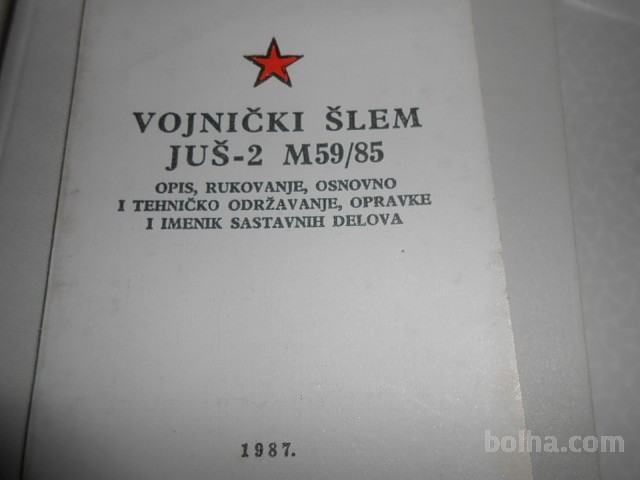 VOJNIČKI ŠLEM
JUŠ-2 M59/85
OPIS, RUKOVANJE, OSNOVNO
I TEHNIČKO ODRŽAVANJE, OPRAVKE
I IMENIK SASTAVNIH DELOVA
1987.
bolha.com